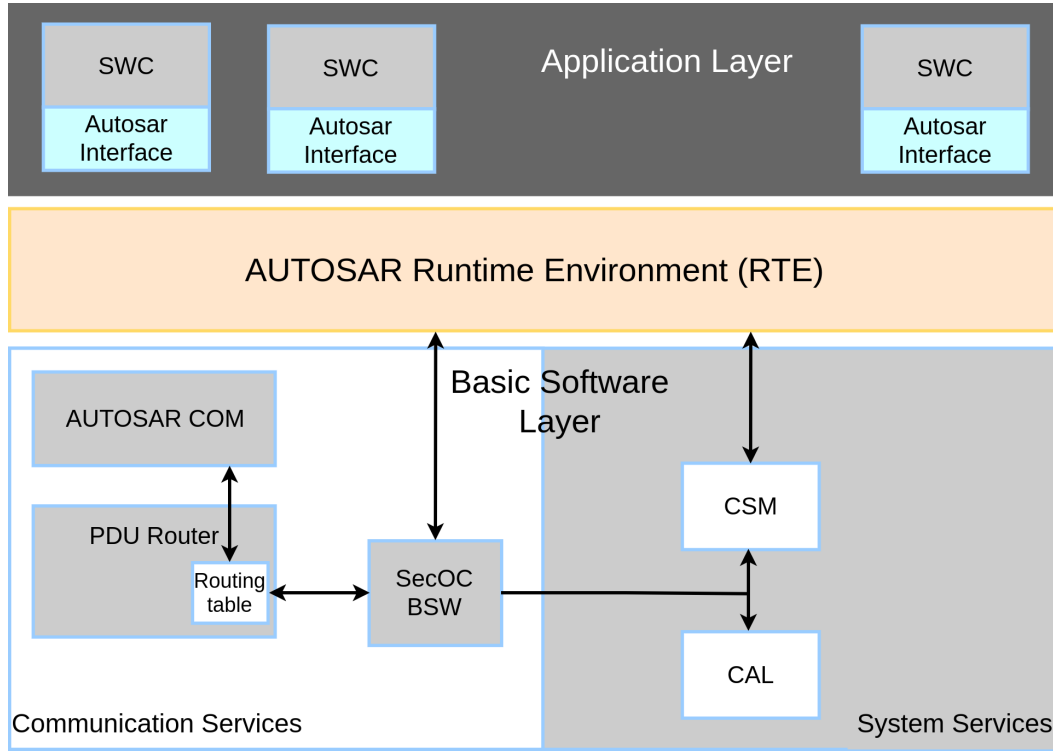 SWC
Autosar
Interface
SWC
Autosar
Interface
Application Layer
SWC
Autosar
Interface
AUTOSAR Runtime Environment (RTE)
Basic Software
Layer
AUTOSAR COM
PDU Router
Routing
table
SecOC
BSW
CSM
CAL
Communication Services
System Services